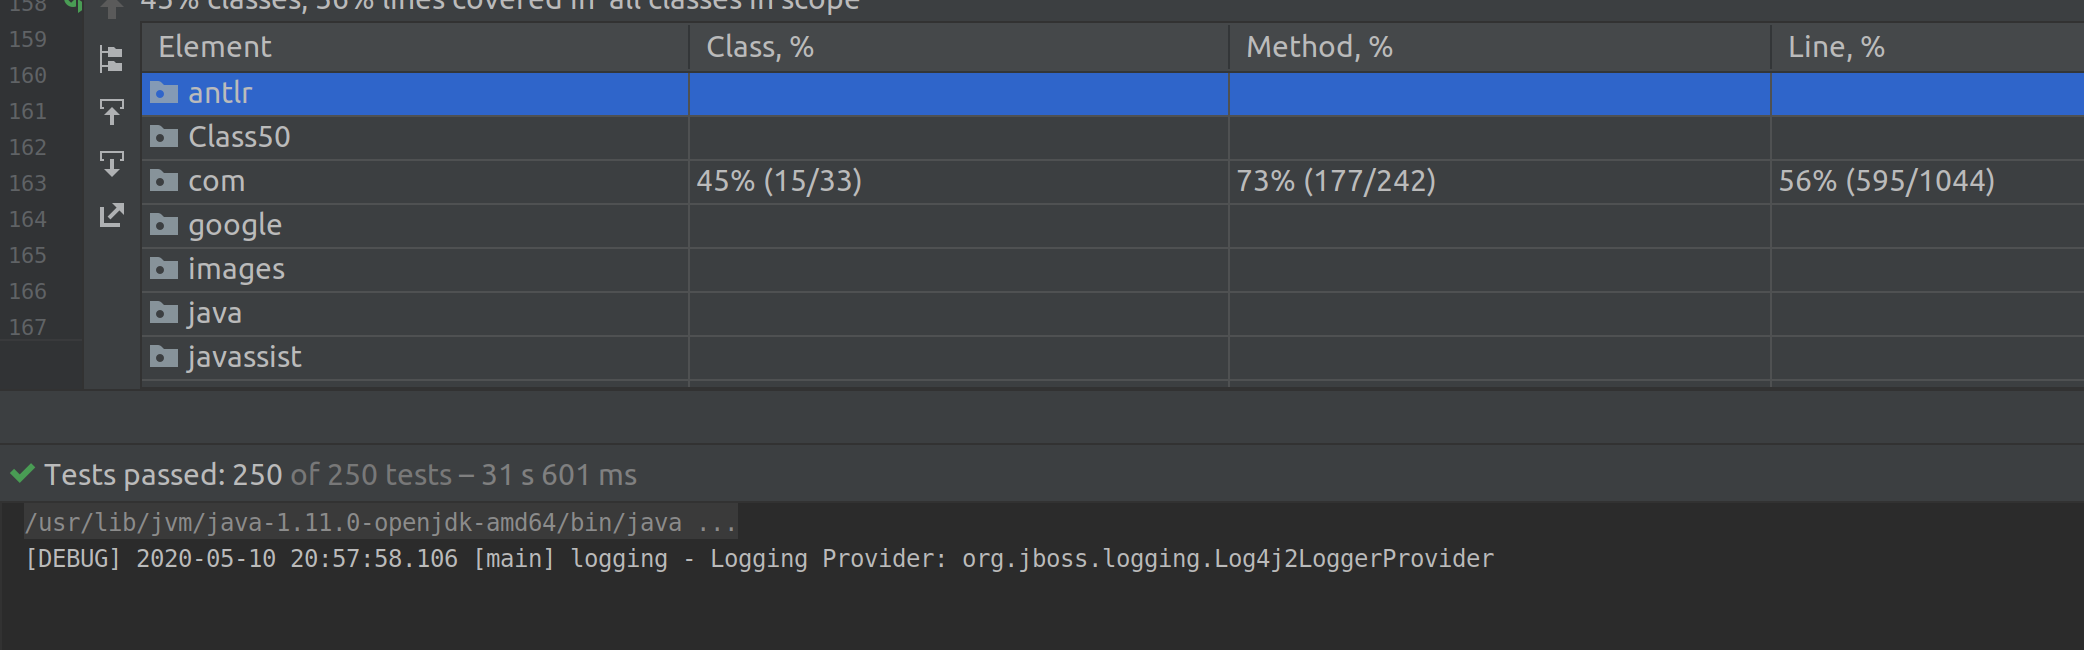 158
45% classes, 56% lines covered in 'all classes in scope'
159
160
161
162
163
164
165
166
167
Element Class, % Method, % Line, %
antlr
Class50
com 45% (15/33) 73% (177/242) 56% (595/1044)
google
images
java
javassist
Tests passed: 250 of 250 tests – 31 s 601 ms
/usr/lib/jvm/java-1.11.0-openjdk-amd64/bin/java ...
[DEBUG] 2020-05-10 20:57:58.106 [main] logging - Logging Provider: org.jboss.logging.Log4j2LoggerProvider